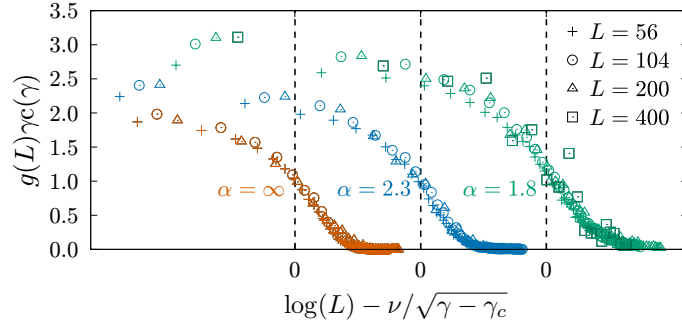 3.5
3.0
2.5
2.0
1.5
1.0
0.5
0.0
g(L)γc(γ)
L = 56
L = 104
L = 200
L = 400
α = ∞
α = 2.3
α = 1.8
0
0
0
log(L) − ν/√γ − γc